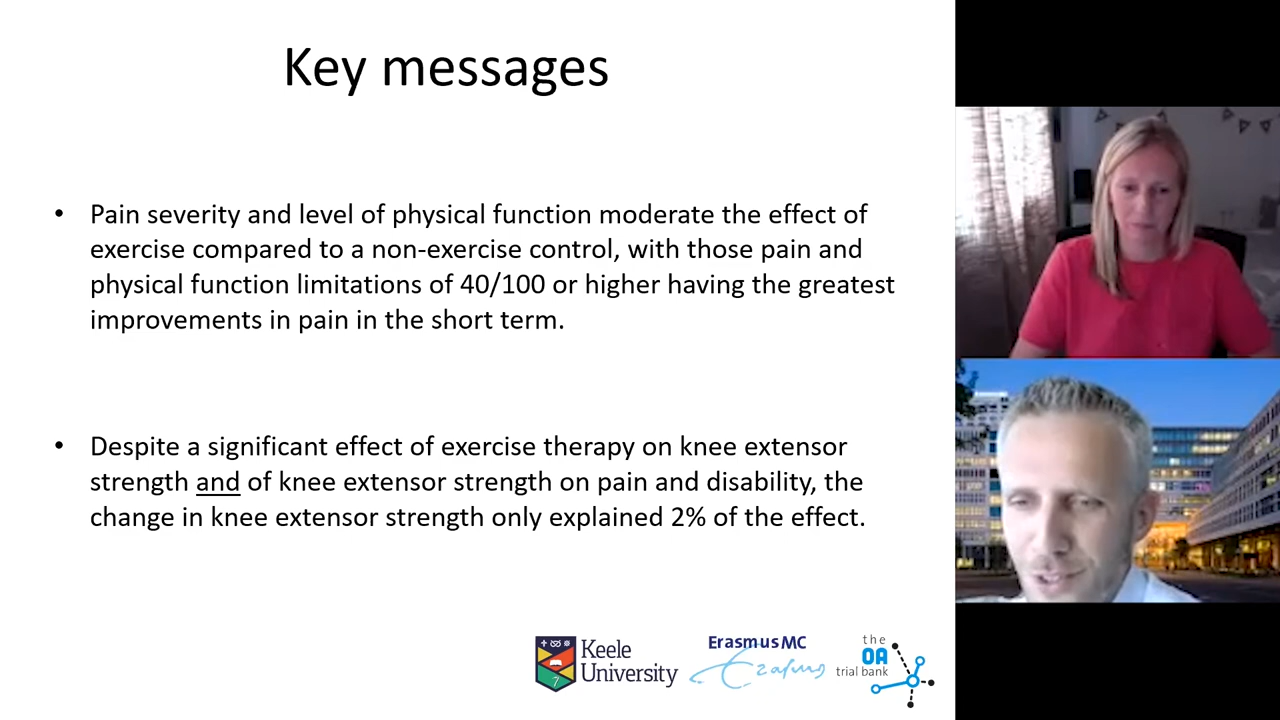 Key messages
• Pain severity and level of physical function moderate the effect of
exercise compared to a non-exercise control, with those pain and
physical function limitations of 40/100 or higher having the greatest
improvements in pain in the short term.
• Despite a significant effect of exercise therapy on knee extensor
strength and of knee extensor strength on pain and disability, the
change in knee extensor strength only explained 2% of the effect.
Keele
University
Erasmus MC
Erasmus
the
OA
trial bank